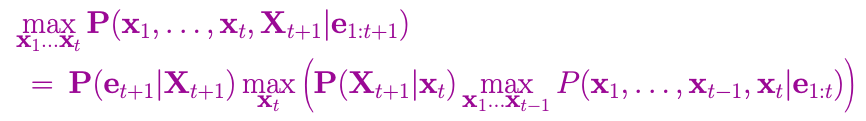 max_{x_1...x_t} P(x_1, . . . , x_t, X_{t+1}|e_{1:t+1})
= P(e_{t+1}|X_{t+1}) max_{x_t} ( P(X_{t+1}|x_t) max_{x_1...x_{t−1}} P(x_1, . . . , x_{t−1}, x_t|e_{1:t}) )